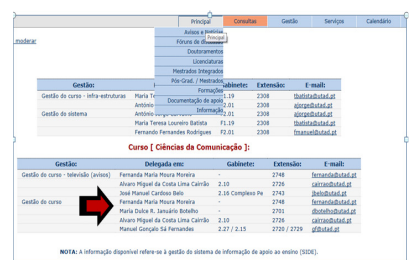 Principal Consultas Gestão Serviços Calendário
Avisos e Notícias
Principal
moderar
Fóruns de
Doutoramentos
Licenciaturas
Mestrados Integrados
Pós-Grad. / Mestrados
Formações
Documentação de apoio
Informação
Gestão: Gabinete: Extensão: E-mail:
Gestão do curso - infra-estruturas Maria T F1.19 2308 tbatista@utad.pt
António F2.01 2308 ajorge@utad.pt
Gestão do sistema António Jorge F2.01 2308 ajorge@utad.pt
Maria Teresa Loureiro Batista F1.19 2308 tbatista@utad.pt
Fernando Fernandes Rodrigues F2.01 2308 fmanuel@utad.pt
Curso [ Ciências da Comunicação ]:
Gestão: Delegada em: Gabinete: Extensão: E-mail:
Gestão do curso - televisão (avisos) Fernanda Maria Moura Moreira - 2748 fernanda@utad.pt
Alvaro Miguel da Costa Lima Cairrão 2.10 2726 cairrao@utad.pt
José Manuel Cardoso Belo 2.16 Complexo Pe 2743 jbelo@utad.pt
Gestão do curso Fernanda Maria Moura Moreira - 2748 fernanda@utad.pt
Maria Dulce R. Januário Botelho - 2701 dbotelho@utad.pt
Alvaro Miguel da Costa Lima Cairrão 2.10 2726 cairrao@utad.pt
Manuel Gonçalo Sá Fernandes 2.27 / 2.15 2720 / 2729 gf@utad.pt
NOTA: A informação disponível refere-se à gestão do sistema de informação de apoio ao ensino (SIDE).